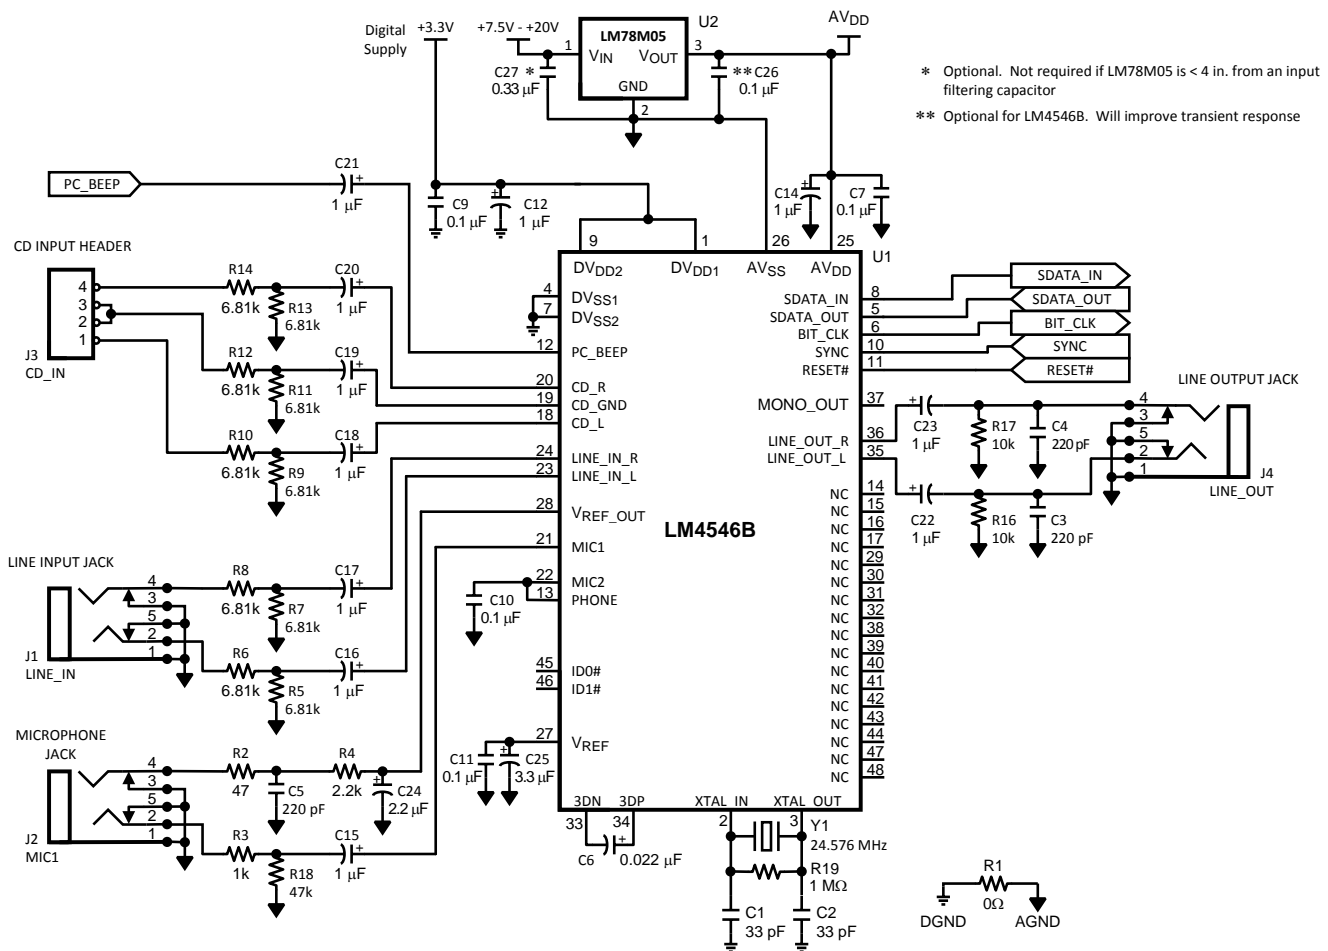 Digital
Supply
+3.3V
+7.5V - +20V
LM78M05
U2
1
VIN
VOUT
3
GND
2
AVDD
C27 *
0.33 µF
**C26
0.1 µF
* Optional. Not required if LM78M05 is < 4 in. from an input
filtering capacitor
** Optional for LM4546B. Will improve transient response
PC_BEEP
C21
+
1 µF
C9
0.1 µF
+
C12
1 µF
C14
+
1 µF
C7
0.1 µF
CD INPUT HEADER
4
3
2
1
J3
CD_IN
R14
6.81k
R13
6.81k
C20
+
1 µF
R12
6.81k
R11
6.81k
C19
+
1 µF
R10
6.81k
R9
6.81k
C18
+
1 µF
9
1
26
25
U1
DVDD2
DVDD1
AVSS
AVDD
4
DVSS1
7
DVSS2
12
PC_BEEP
20
CD_R
19
CD_GND
18
CD_L
24
LINE_IN_R
23
LINE_IN_L
28
VREF_OUT
21
MIC1
22
MIC2
13
PHONE
C10
0.1 µF
45
ID0#
46
ID1#
27
VREF
C11
0.1 µF
+
C25
3.3 µF
LM4546B
SDATA_IN
8
SDATA_IN
SDATA_OUT
5
SDATA_OUT
BIT_CLK
6
BIT_CLK
SYNC
10
SYNC
RESET#
11
RESET#
MONO_OUT
37
LINE_OUT_R
36
LINE_OUT_L
35
NC
14
NC
15
NC
16
NC
17
NC
29
NC
30
NC
31
NC
32
NC
38
NC
39
NC
40
NC
41
NC
42
NC
43
NC
44
NC
47
NC
48
LINE OUTPUT JACK
+
C23
1 µF
R17
10k
C4
220 pF
4
3
5
2
1
J4
LINE_OUT
+
C22
1 µF
R16
10k
C3
220 pF
LINE INPUT JACK
4
3
5
2
1
J1
LINE_IN
R8
6.81k
R7
6.81k
C17
+
1 µF
R6
6.81k
R5
6.81k
C16
+
1 µF
MICROPHONE
JACK
4
3
5
2
1
J2
MIC1
R2
47
C5
220 pF
R4
2.2k
+
C24
2.2 µF
R3
1k
R18
47k
C15
+
1 µF
3DN
3DP
33
34
C6
+
0.022 µF
XTAL_IN
XTAL_OUT
2
3
Y1
24.576 MHz
R19
1 MΩ
C1
33 pF
C2
33 pF
R1
0Ω
DGND
AGND